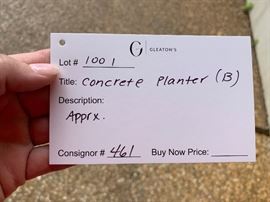 G GLEATON'S
Lot # 1001
Title: Concrete Planter (B)
Description:
Apprx.
Consignor # 461 Buy Now Price: